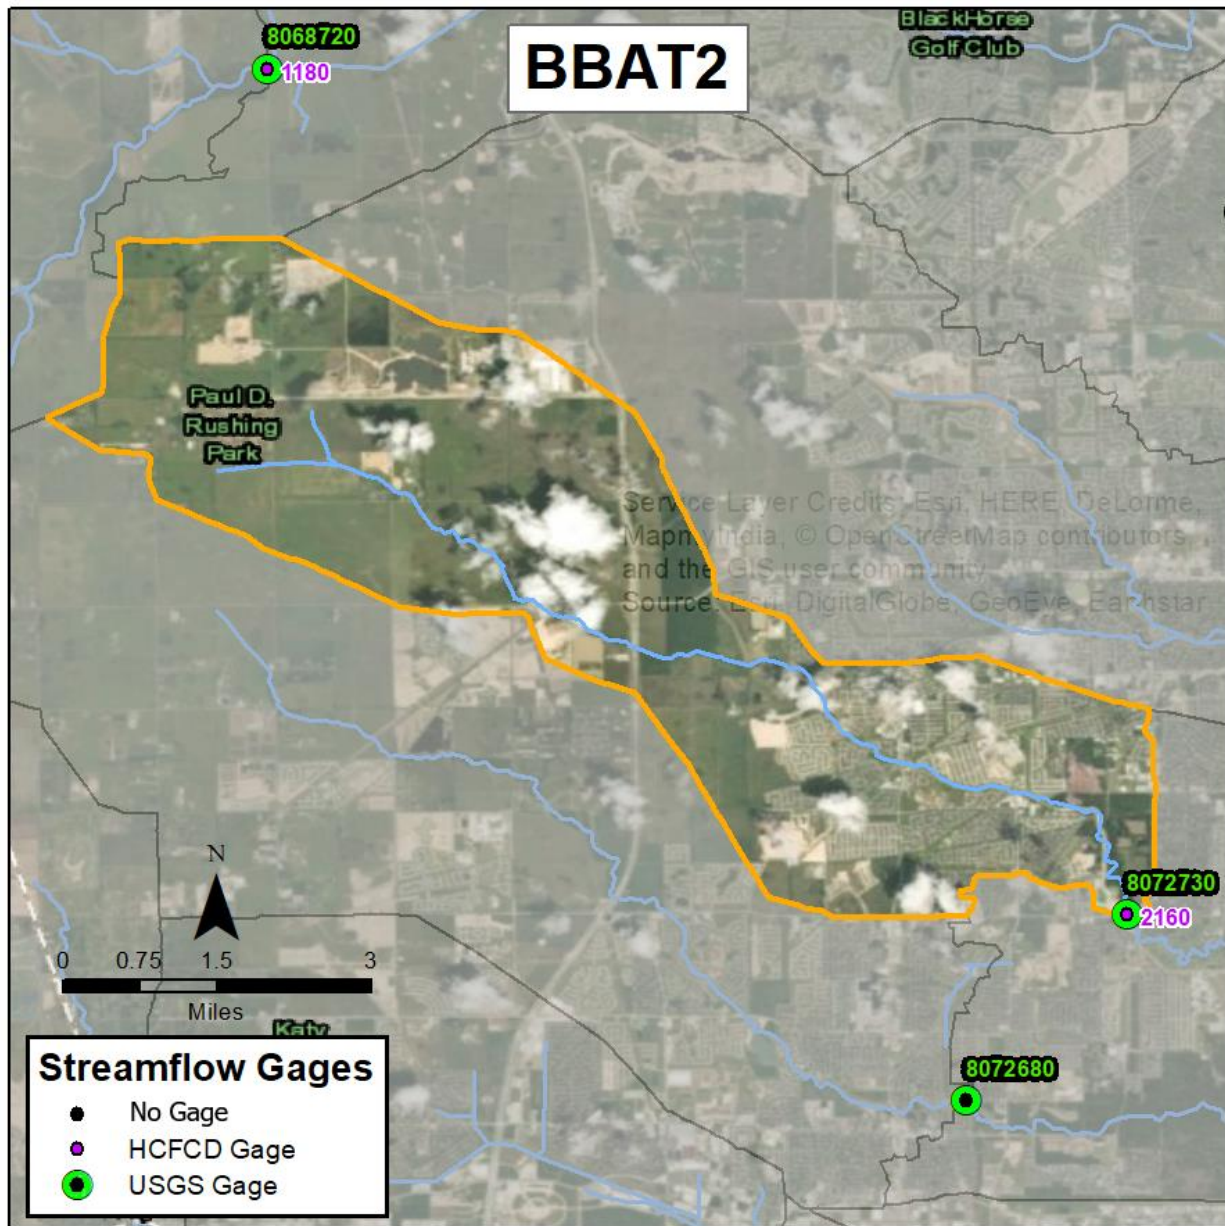 8068720
1180
BBAT2
BlackHorse
Golf Club
Paul D.
Rushing
Park
Service Layer Credits: Esri, HERE, DeLorme,
MapmyIndia, © OpenStreetMap contributors,
and the GIS user community
Source: Esri, DigitalGlobe, GeoEye, Earthstar
8072730
2160
N
0 0.75 1.5 3
Miles
Katy
8072680
Streamflow Gages
No Gage
HCFCD Gage
USGS Gage